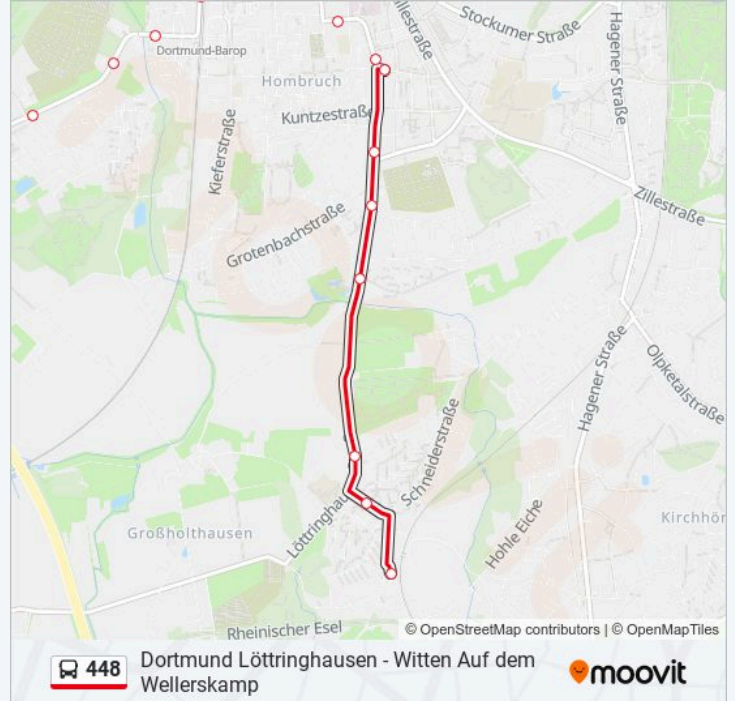 Stockumer Straße
Zillestraße
Hagener Straße
Dortmund-Barop
Hombruch
Kuntzestraße
Kieferstraße
Zillestraße
Grotenbachstraße
Olpketalstraße
Hagener Straße
Schneiderstraße
Löttringhau
Großholthausen
Hohle Eiche
Kirchhör
Rheinischer Esel
© OpenStreetMap contributors | © OpenMapTiles
448
Dortmund Löttringhausen - Witten Auf dem
Wellerskamp
moovit